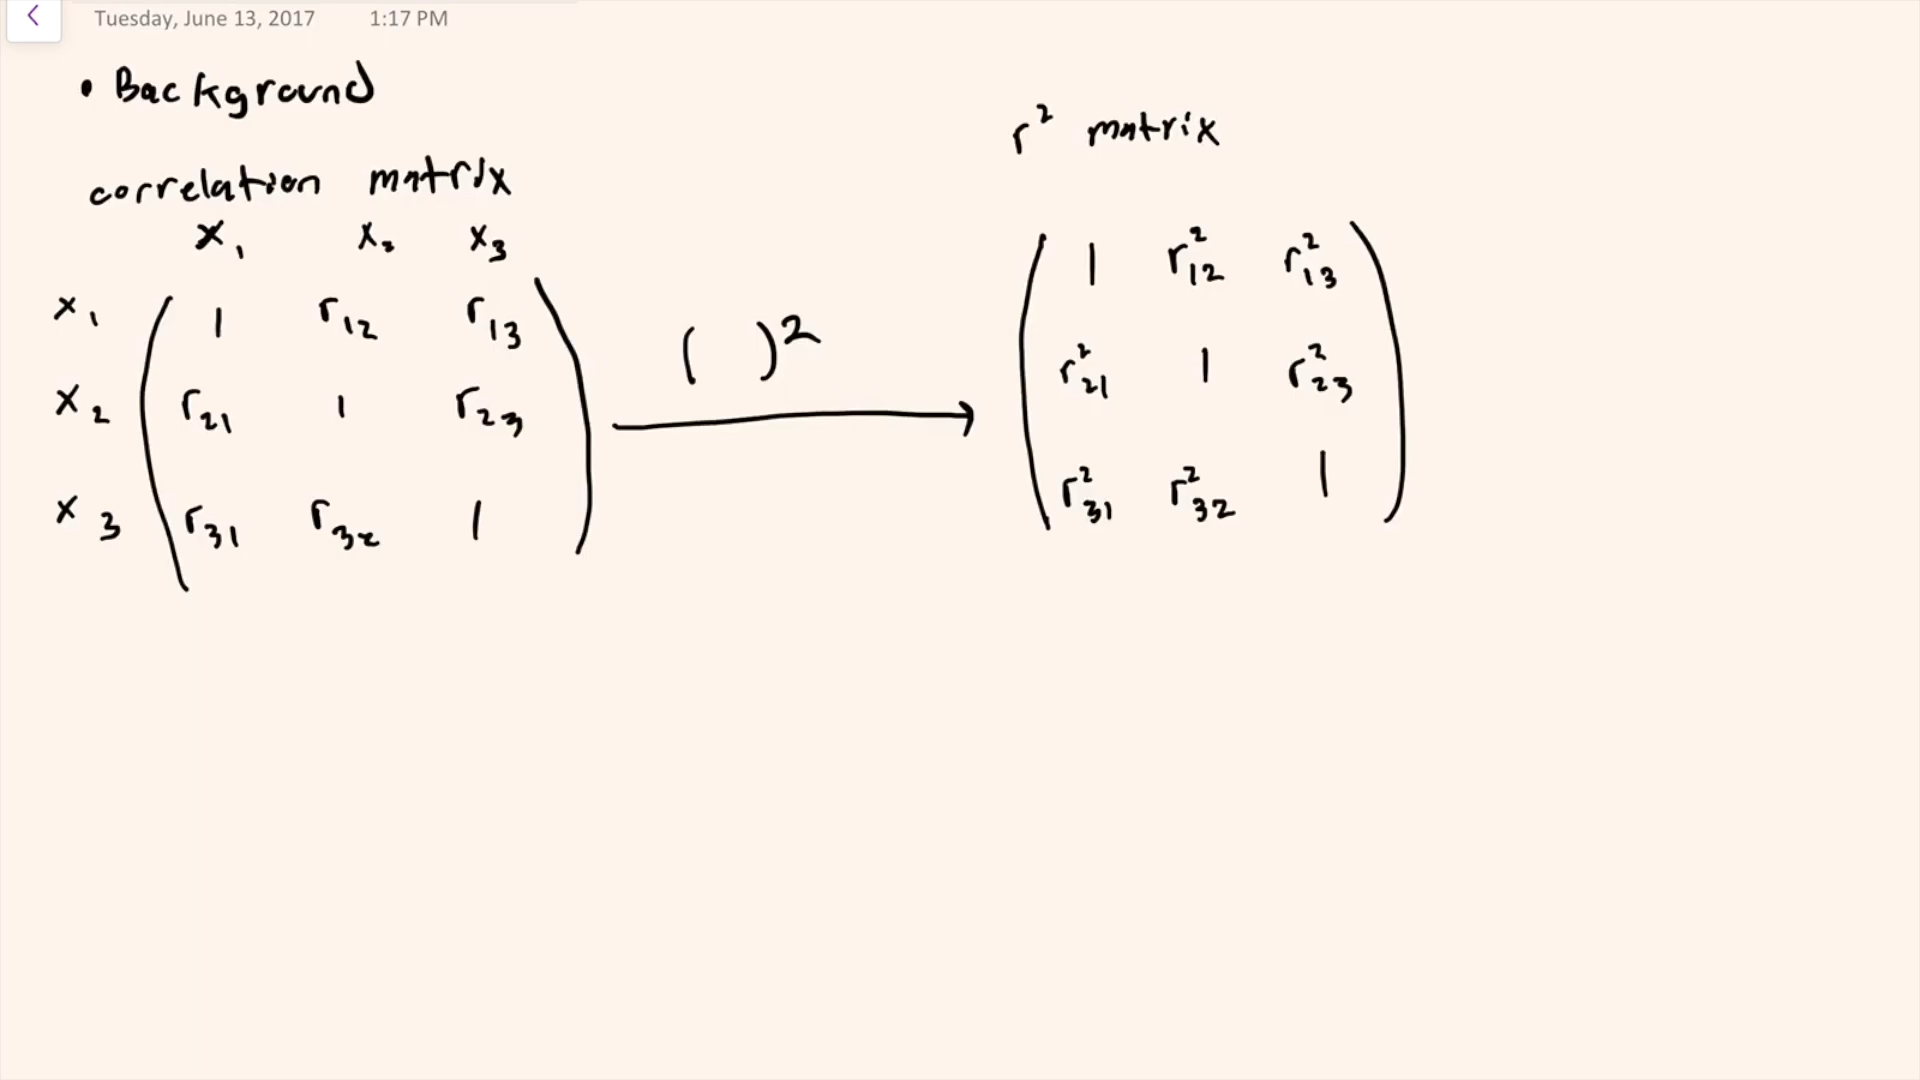 Tuesday, June 13, 2017 1:17 PM
• Background
correlation matrix
x₁ x₂ x₃
x₁ 1 r₁₂ r₁₃
x₂ r₂₁ 1 r₂₃
x₃ r₃₁ r₃₂ 1
( )²
r² matrix
1 r²₁₂ r²₁₃
r²₂₁ 1 r²₂₃
r²₃₁ r²₃₂ 1